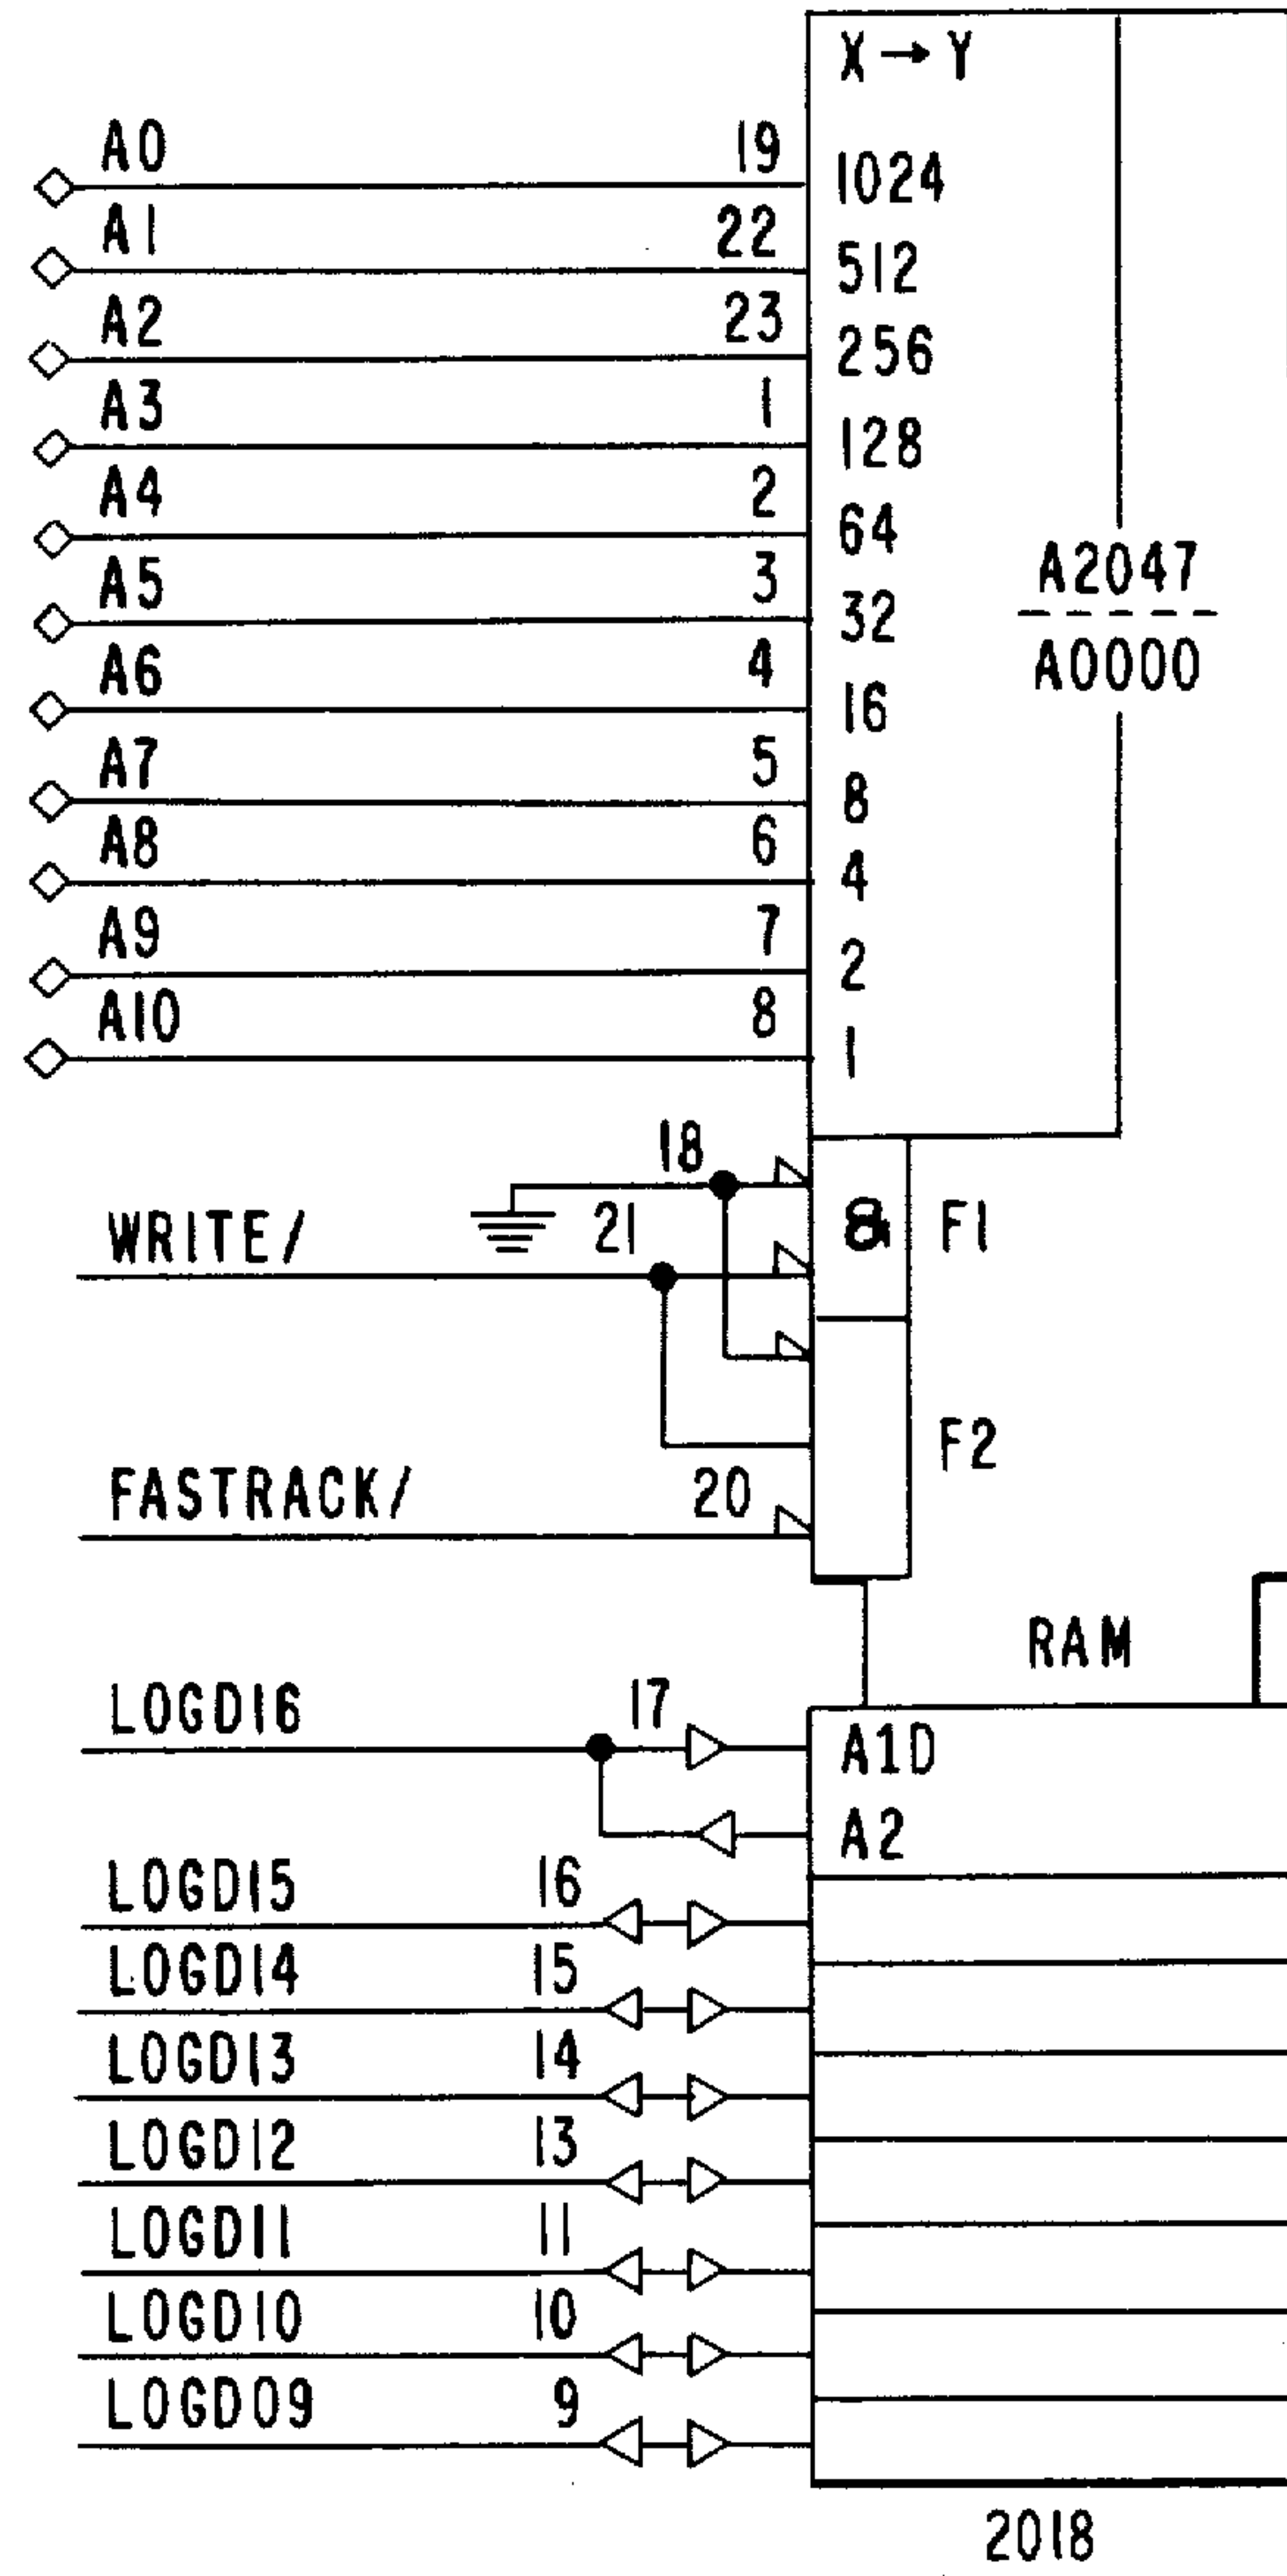 X→Y
A0 19 1024
A1 22 512
A2 23 256
A3 1 128
A4 2 64
A2047
A5 3 32
A0000
A6 4 16
A7 5 8
A8 6 4
A9 7 2
A10 8 1
18
WRITE/ 21 & F1
F2
FASTRACK/ 20
RAM
LOGD16 17 A1D
A2
LOGD15 16
LOGD14 15
LOGD13 14
LOGD12 13
LOGD11 11
LOGD10 10
LOGD09 9
2018